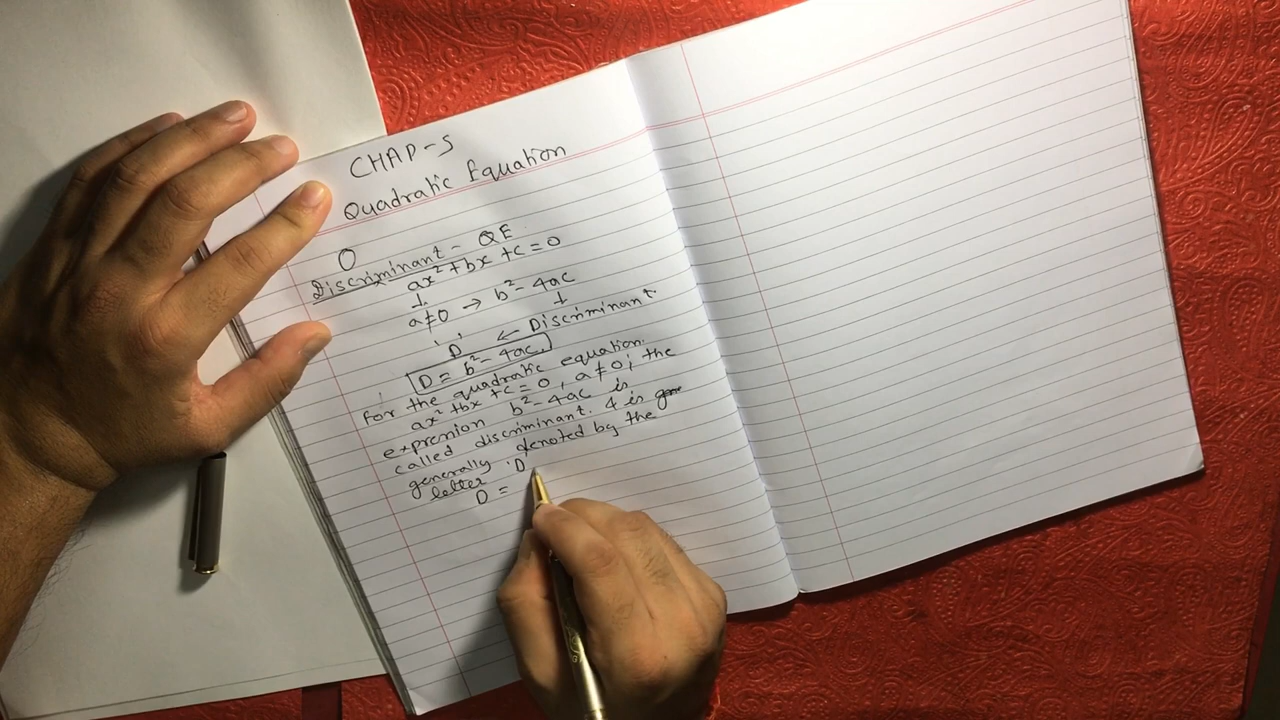 CHAP-5
Quadratic Equation
O
Discriminant - QE
ax² + bx + c = 0
↓ ↓
a≠0 → b² - 4ac
'D' ← Discriminant.
D = b² - 4ac.
For the quadratic equation.
ax² + bx + c = 0, a ≠ 0; the
exprenion b² - 4ac is
called discriminant. & is
generally denoted by the
letter 'D'
D =